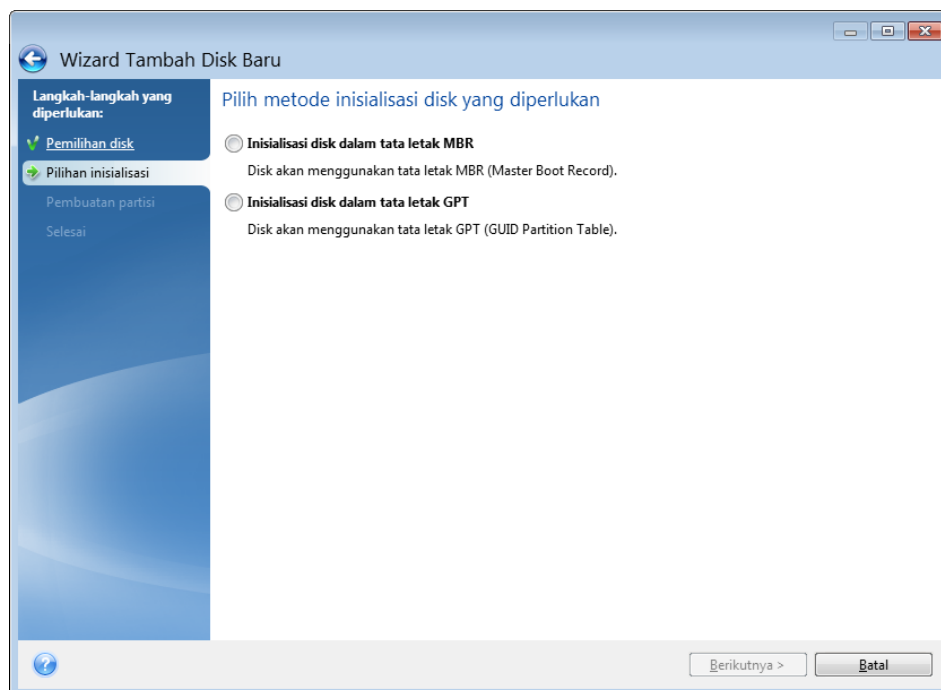 Wizard Tambah Disk Baru
Langkah-langkah yang
diperlukan:
Pemilihan disk
Pilihan inisialisasi
Pembuatan partisi
Selesai
Pilih metode inisialisasi disk yang diperlukan
Inisialisasi disk dalam tata letak MBR
Disk akan menggunakan tata letak MBR (Master Boot Record).
Inisialisasi disk dalam tata letak GPT
Disk akan menggunakan tata letak GPT (GUID Partition Table).
Berikutnya >
Batal